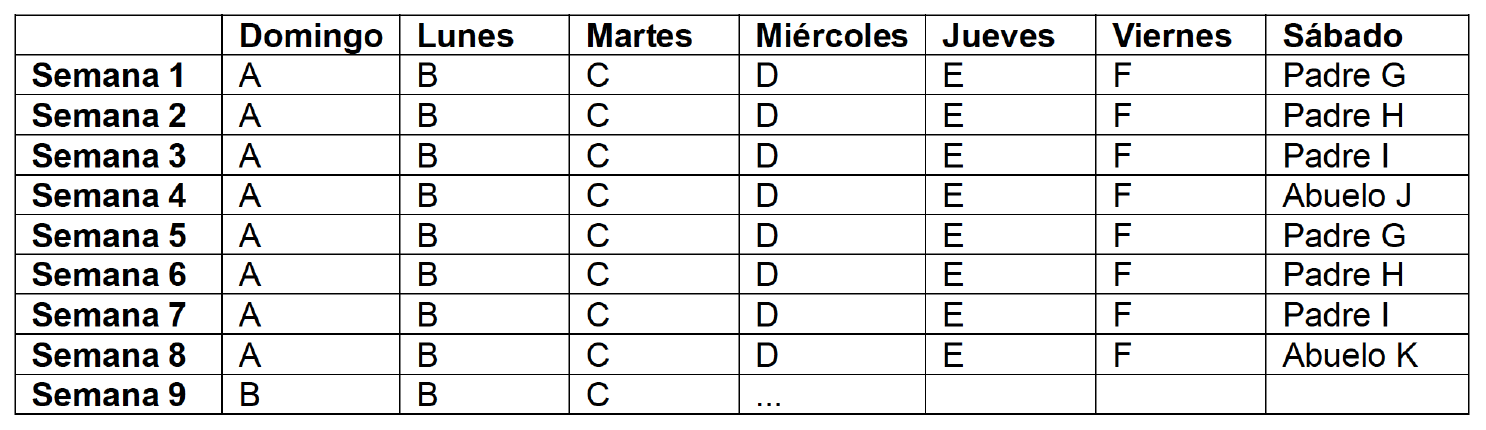 Domingo Lunes Martes Miércoles Jueves Viernes Sábado
Semana 1 A B C D E F Padre G
Semana 2 A B C D E F Padre H
Semana 3 A B C D E F Padre I
Semana 4 A B C D E F Abuelo J
Semana 5 A B C D E F Padre G
Semana 6 A B C D E F Padre H
Semana 7 A B C D E F Padre I
Semana 8 A B C D E F Abuelo K
Semana 9 B B C ...